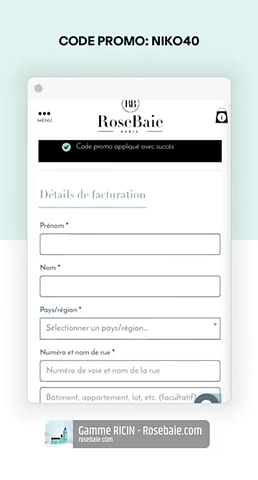 CODE PROMO: NIKO40
MENU
RB
RoseBaie
PARIS
Code promo appliqué avec succès.
Détails de facturation
Prénom *
Nom *
Pays/région *
Sélectionner un pays/région...
Numéro et nom de rue *
Numéro de voie et nom de la rue
Bâtiment, appartement, lot, etc. (facultatif)
Gamme RICIN - Rosebaie.com
rosebaie.com